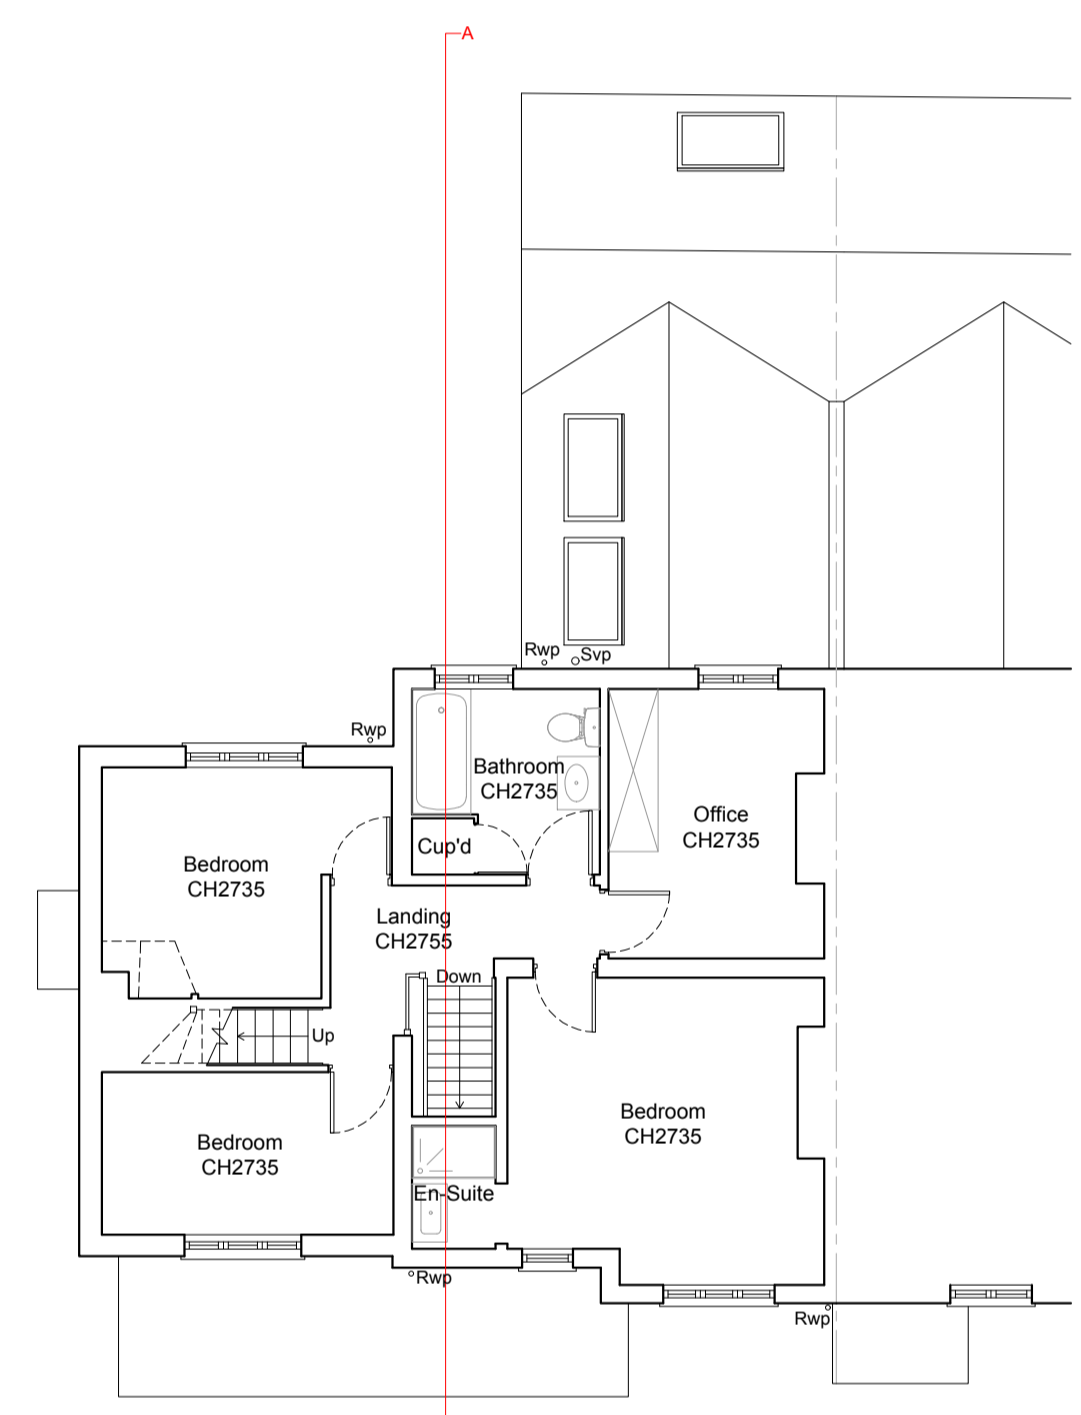 A
Rwp
Svp
Rwp
Bathroom
CH2735
Office
CH2735
Cup'd
Bedroom
CH2735
Landing
CH2755
Down
Up
Bedroom
CH2735
Bedroom
CH2735
En-Suite
Rwp
Rwp